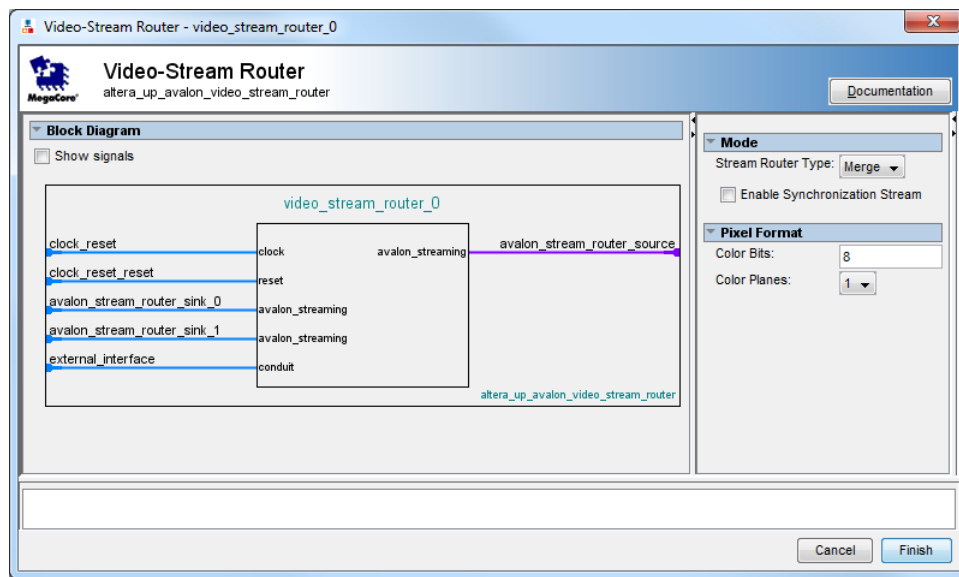 Video-Stream Router - video_stream_router_0
MegaCore®
Video-Stream Router
altera_up_avalon_video_stream_router
Documentation
Block Diagram
Show signals
video_stream_router_0
clock_reset
clock
avalon_streaming
avalon_stream_router_source
clock_reset_reset
reset
avalon_stream_router_sink_0
avalon_streaming
avalon_stream_router_sink_1
avalon_streaming
external_interface
conduit
altera_up_avalon_video_stream_router
Mode
Stream Router Type: Merge
Enable Synchronization Stream
Pixel Format
Color Bits: 8
Color Planes: 1
Cancel
Finish